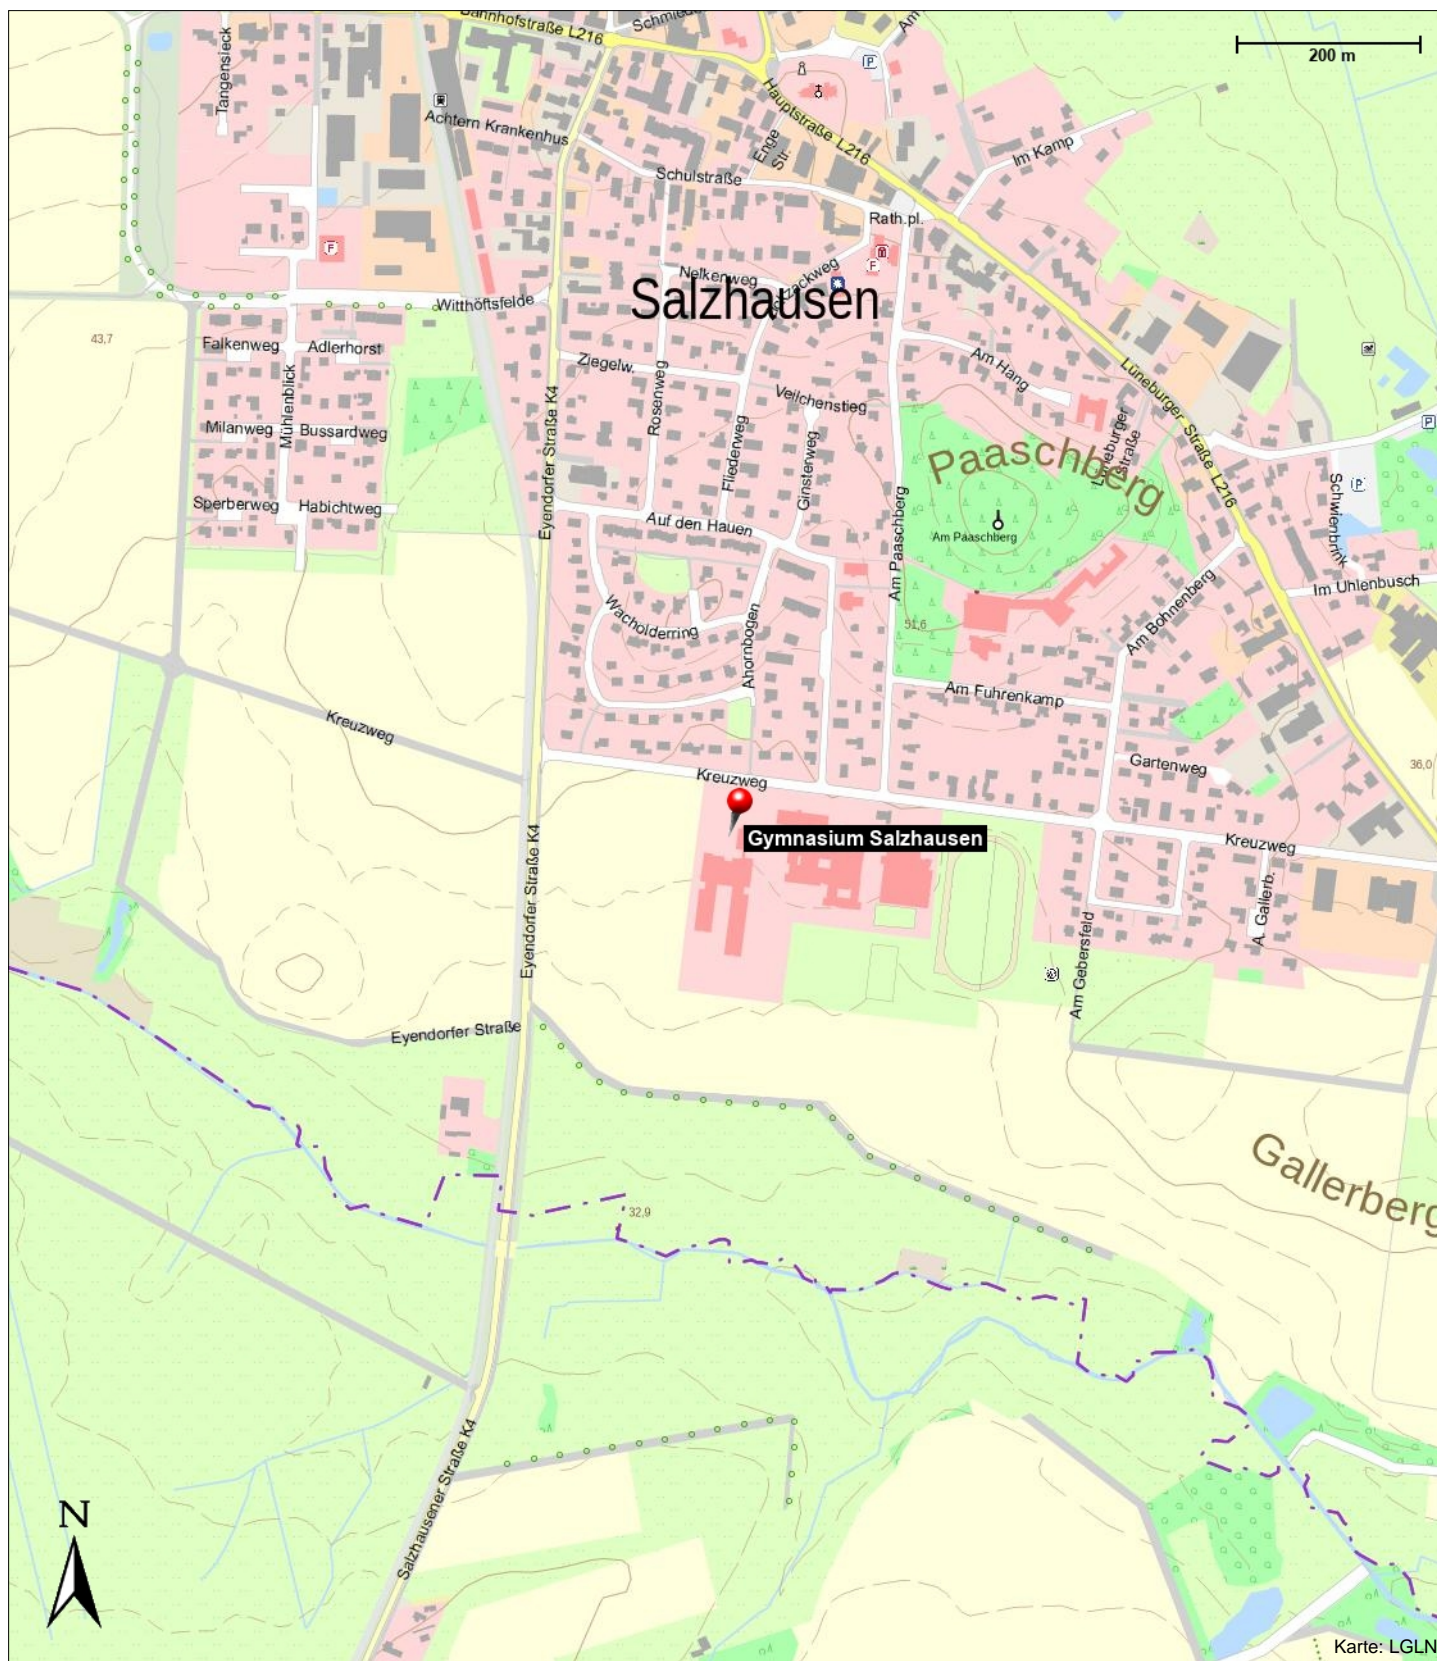 Bahnhofstraße L216
Schmiede
Am
P
200 m
Tangensieck
Achtern Krankenhus
Hauptstraße L216
Enge
Str.
Im Kamp
Schulstraße
Rath.pl.
F
F
Nelkenweg
Witthöftsfelde
Salzhausen
43,7
Falkenweg
Adlerhorst
Ziegelw.
Am Hang
Mühlenblick
Rosenweg
Veilchenstieg
Lüneburger Straße L216
Milanweg
Bussardweg
Eyendorfer Straße K4
Fliederweg
Ginsterweg
Lüneburger
Straße
P
Paaschberg
Sperberweg
Habichtweg
Auf den Hauen
Am Paaschberg
Am Paaschberg
Schwienbrink
P
Im Uhlenbusch
Wacholderring
Ahornbogen
51,6
Am Bohnenberg
Am Fuhrenkamp
Kreuzweg
Gartenweg
36,0
Kreuzweg
Gymnasium Salzhausen
Kreuzweg
Eyendorfer Straße K4
Am Gebersfeld
A. Gallerb.
Eyendorfer Straße
Gallerberg
32,9
Salzhausener Straße K4
N
Karte: LGLN